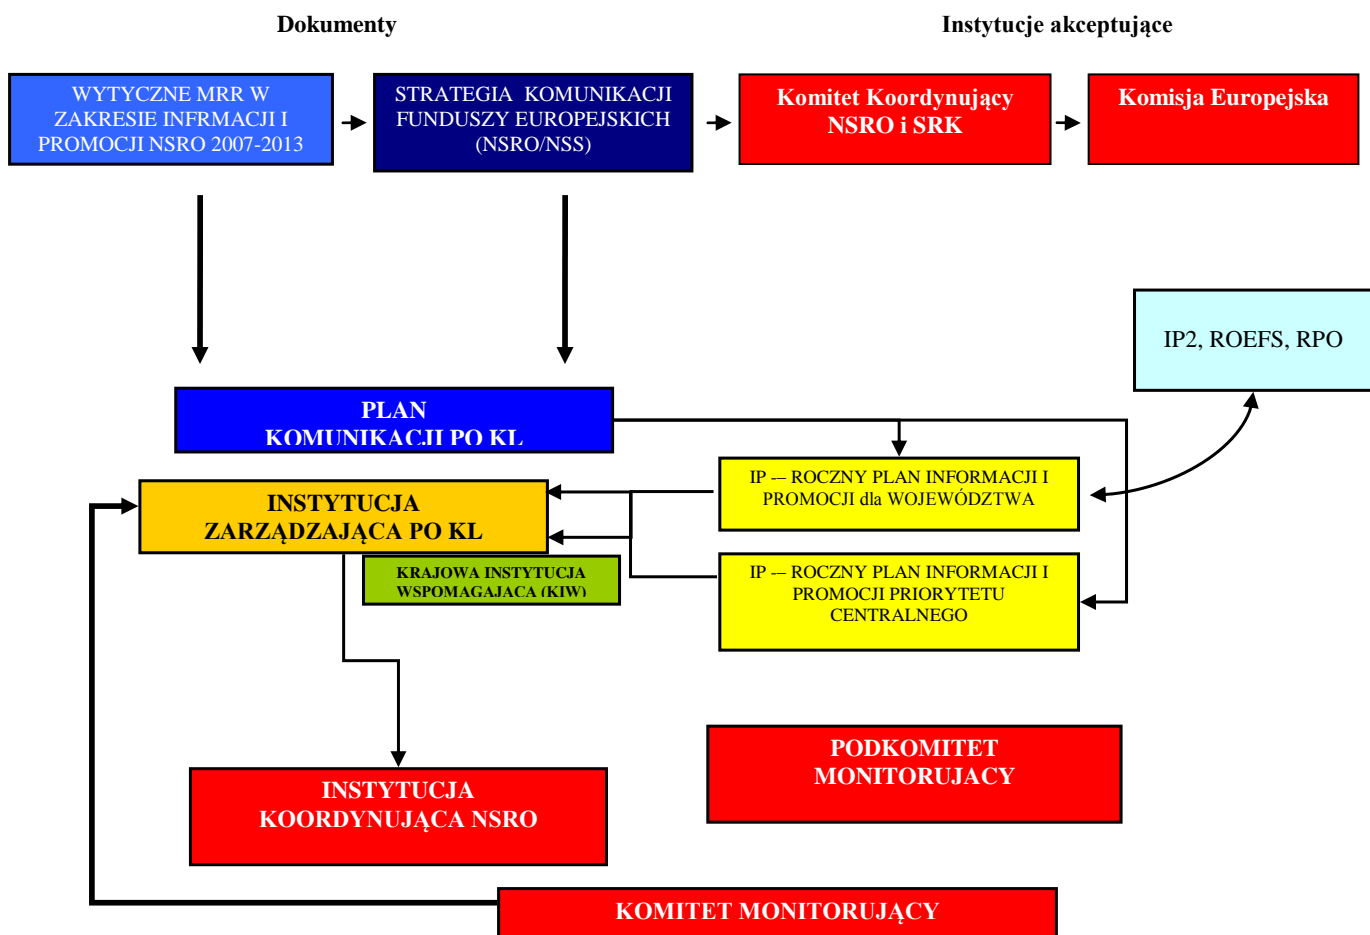 Dokumenty
Instytucje akceptujące
WYTYCZNE MRR W
ZAKRESIE INFRMACJI I
PROMOCJI NSRO 2007-2013
STRATEGIA KOMUNIKACJI
FUNDUSZY EUROPEJSKICH
(NSRO/NSS)
Komitet Koordynujący
NSRO i SRK
Komisja Europejska
IP2, ROEFS, RPO
PLAN
KOMUNIKACJI PO KL
IP -– ROCZNY PLAN INFORMACJI I
PROMOCJI dla WOJEWÓDZTWA
INSTYTUCJA
ZARZĄDZAJĄCA PO KL
KRAJOWA INSTYTUCJA
WSPOMAGAJĄCA (KIW)
IP -– ROCZNY PLAN INFORMACJI I
PROMOCJI PRIORYTETU
CENTRALNEGO
PODKOMITET
MONITORUJACY
INSTYTUCJA
KOORDYNUJĄCA NSRO
KOMITET MONITORUJĄCY